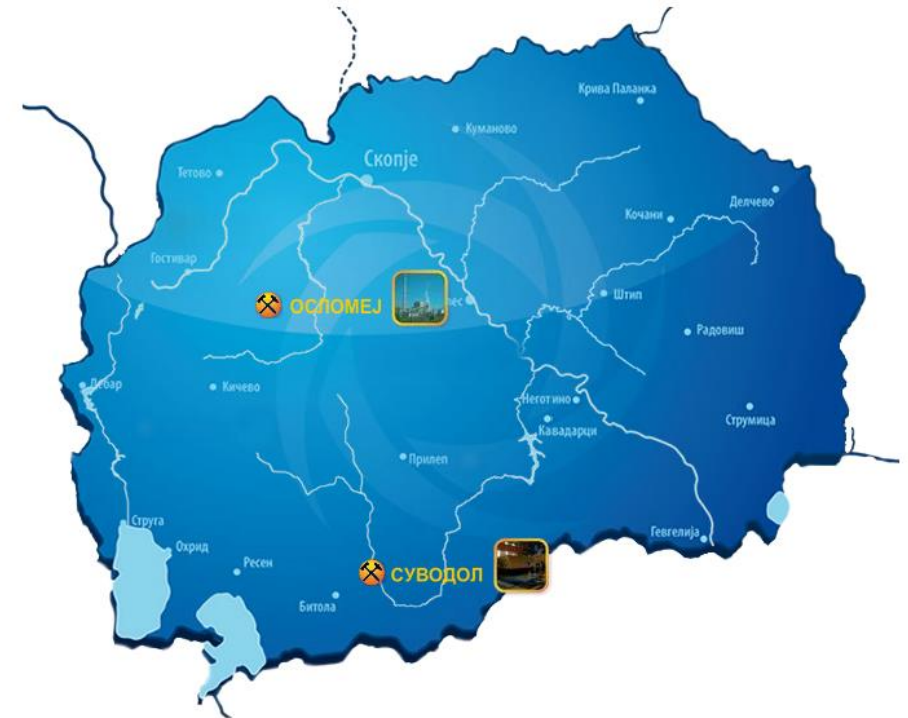 Крива Паланка
Куманово
Скопје
Тетово
Делчево
Кочани
Гостивар
ОСЛОМЕЈ
Штип
Радовиш
Дебар
Кичево
Неготино
Струмица
Кавадарци
Прилеп
Струга
Гевгелија
Охрид
Ресен
СУВОДОЛ
Битола